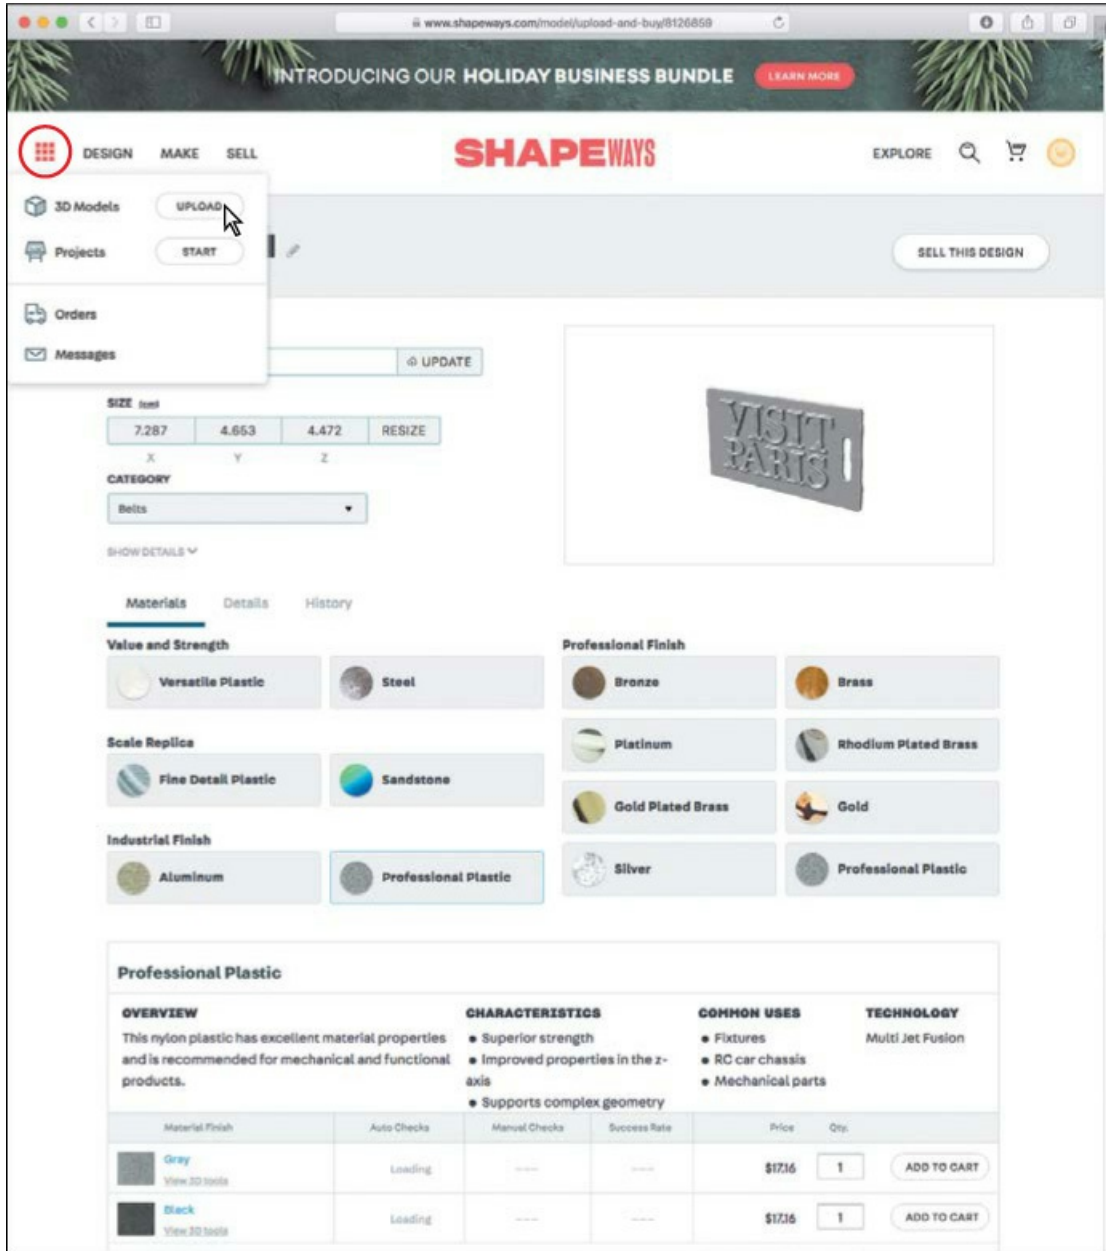 www.shapeways.com/model/upload-and-buy/8126859
INTRODUCING OUR HOLIDAY BUSINESS BUNDLE LEARN MORE
DESIGN MAKE SELL SHAPEWAYS EXPLORE
3D Models UPLOAD
Projects START
SELL THIS DESIGN
Orders
Messages
UPDATE
SIZE (cm)
7.287 4.653 4.472 RESIZE
X Y Z
CATEGORY
Belts
SHOW DETAILS
VISIT
PARIS
Materials Details History
Value and Strength
Versatile Plastic Steel
Scale Replica
Fine Detail Plastic Sandstone
Industrial Finish
Aluminum Professional Plastic
Professional Finish
Bronze Brass
Platinum Rhodium Plated Brass
Gold Plated Brass Gold
Silver Professional Plastic
Professional Plastic
OVERVIEW
This nylon plastic has excellent material properties
and is recommended for mechanical and functional
products.
CHARACTERISTICS
• Superior strength
• Improved properties in the z-
axis
• Supports complex geometry
COMMON USES
• Fixtures
• RC car chassis
• Mechanical parts
TECHNOLOGY
Multi Jet Fusion
Material Finish Auto Checks Manual Checks Success Rate Price Qty.
Gray Loading --- --- $17.16 1 ADD TO CART
View 3D tools
Black Loading --- --- $17.16 1 ADD TO CART
View 3D tools